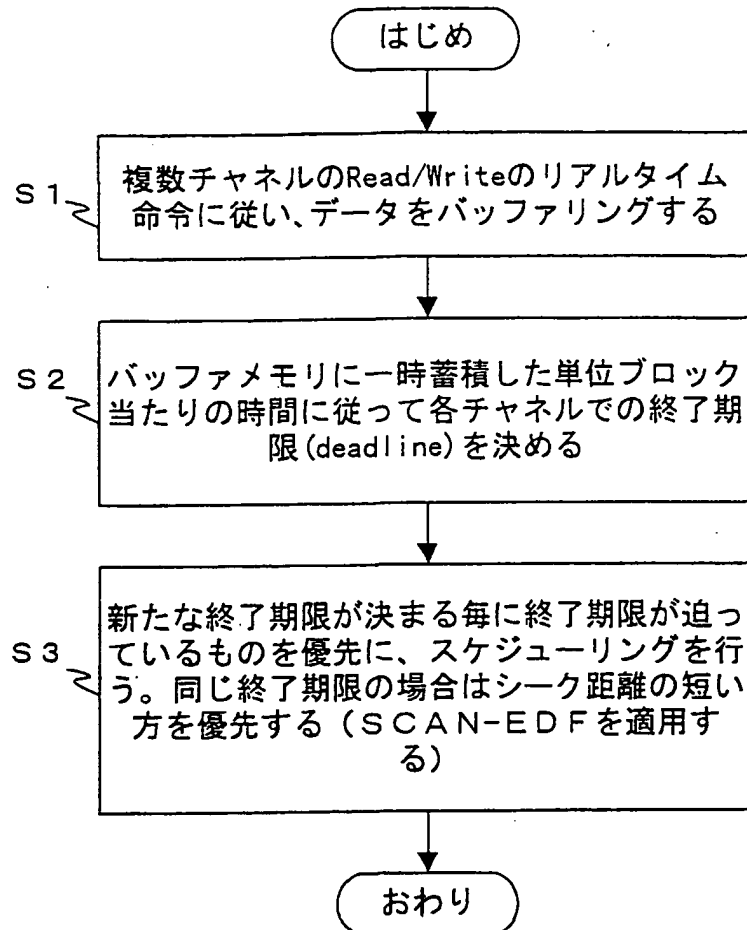 はじめ
S1
複数チャネルのRead/Writeのリアルタイム
命令に従い、データをバッファリングする
S2
バッファメモリに一時蓄積した単位ブロック
当たりの時間に従って各チャネルでの終了期
限(deadline)を決める
S3
新たな終了期限が決まる毎に終了期限が迫っ
ているものを優先に、スケジューリングを行
う。同じ終了期限の場合はシーク距離の短い
方を優先する(SCAN-EDFを適用す
る)
おわり